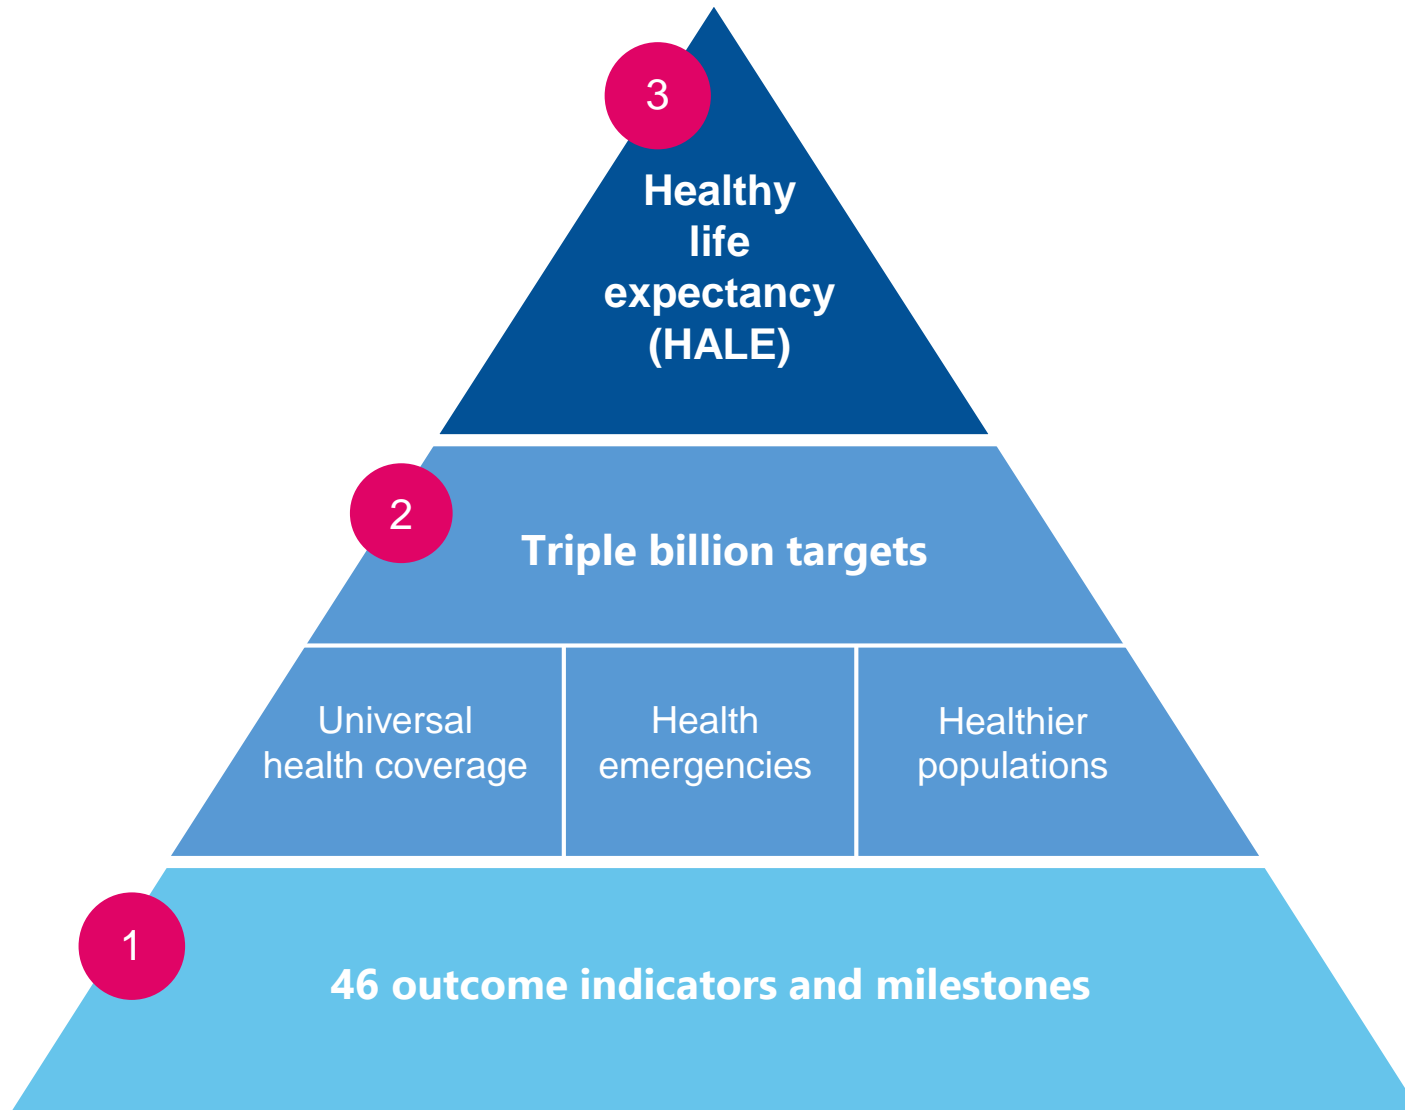 3
Healthy
life
expectancy
(HALE)
2
Triple billion targets
Universal
health coverage
Health
emergencies
Healthier
populations
1
46 outcome indicators and milestones